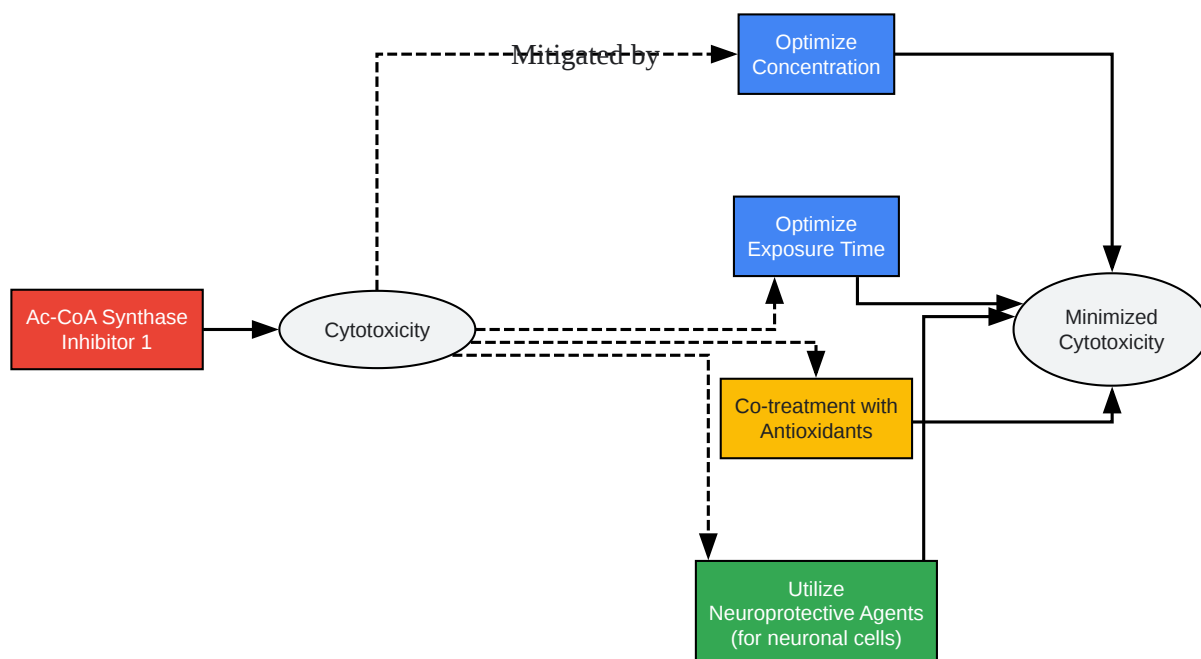 Mitigated by
Optimize
Concentration
Optimize
Exposure Time
Ac-CoA Synthase
Inhibitor 1
Cytotoxicity
Minimized
Cytotoxicity
Co-treatment with
Antioxidants
Utilize
Neuroprotective Agents
(for neuronal cells)